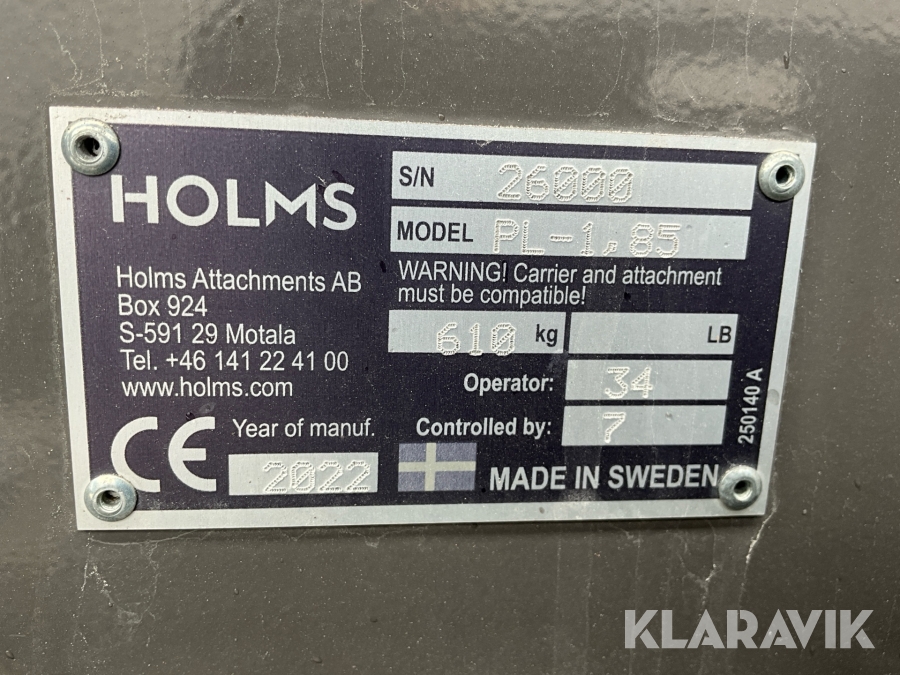 HOLMS
Holms Attachments AB
Box 924
S-591 29 Motala
Tel. +46 141 22 41 00
www.holms.com
CE
Year of manuf.
2022
S/N 26000
MODEL PL-1,85
WARNING! Carrier and attachment
must be compatible!
610 kg
LB
Operator: 34
Controlled by: 7
MADE IN SWEDEN
250140 A
KLARAVIK